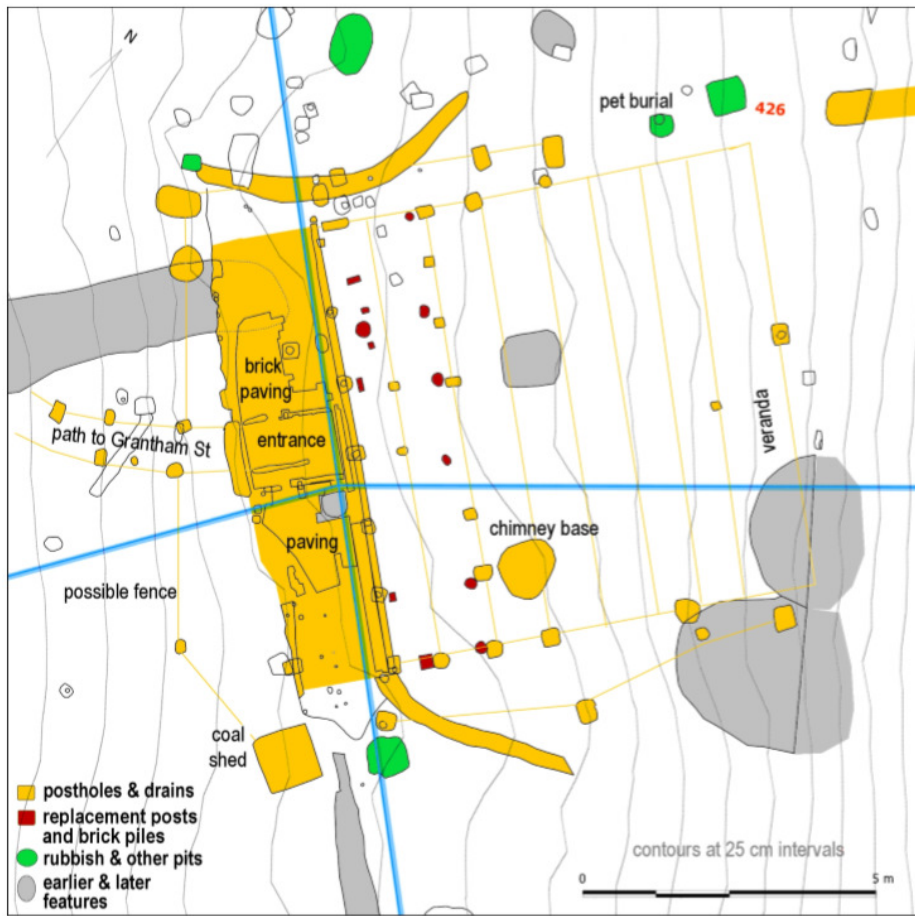 N
pet burial
426
brick
paving
entrance
path to Grantham St
veranda
chimney base
paving
possible fence
coal
shed
postholes & drains
replacement posts
and brick piles
rubbish & other pits
earlier & later
features
contours at 25 cm intervals
0 5 m